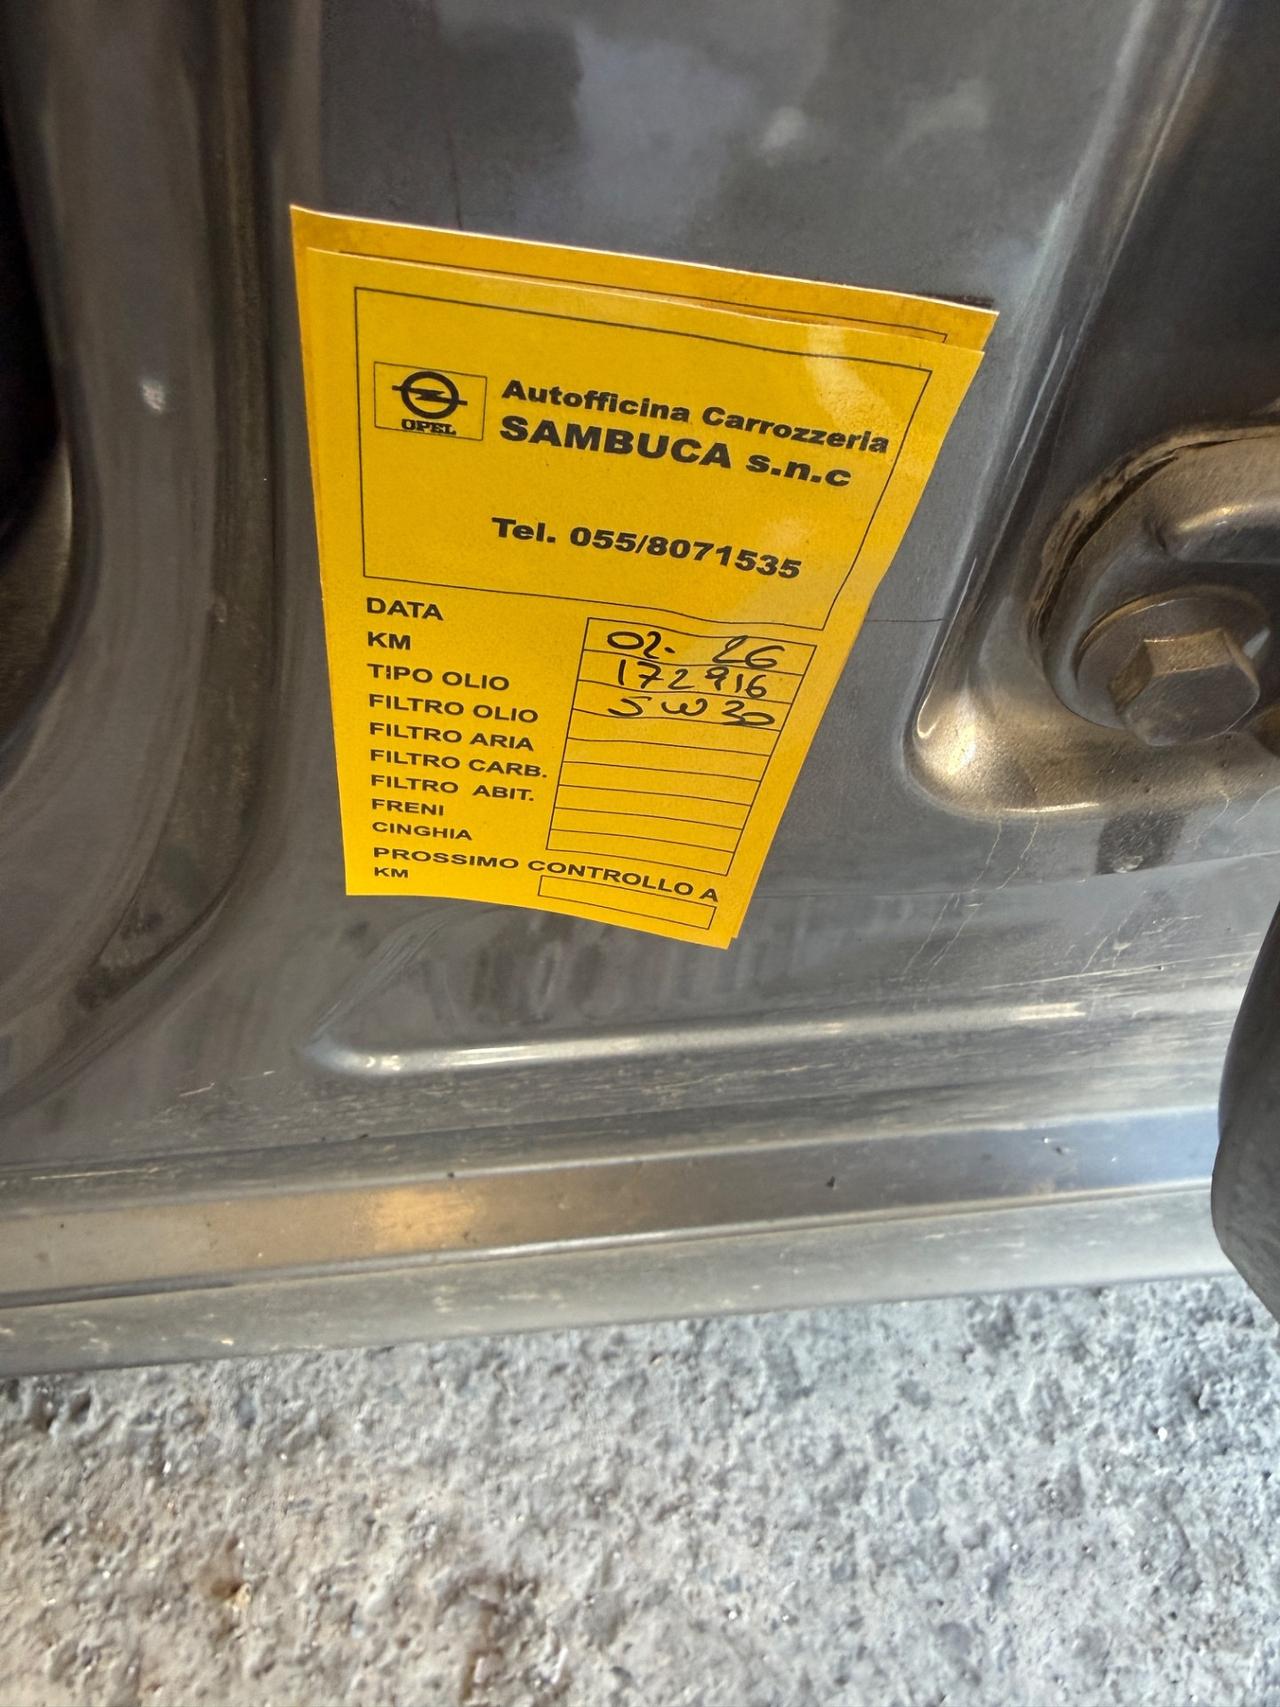 OPEL
Autofficina Carrozzeria
SAMBUCA s.n.c
Tel. 055/8071535
DATA 02- 26
KM 172916
TIPO OLIO 5W30
FILTRO OLIO
FILTRO ARIA
FILTRO CARB.
FILTRO ABIT.
FRENI
CINGHIA
PROSSIMO CONTROLLO A
KM